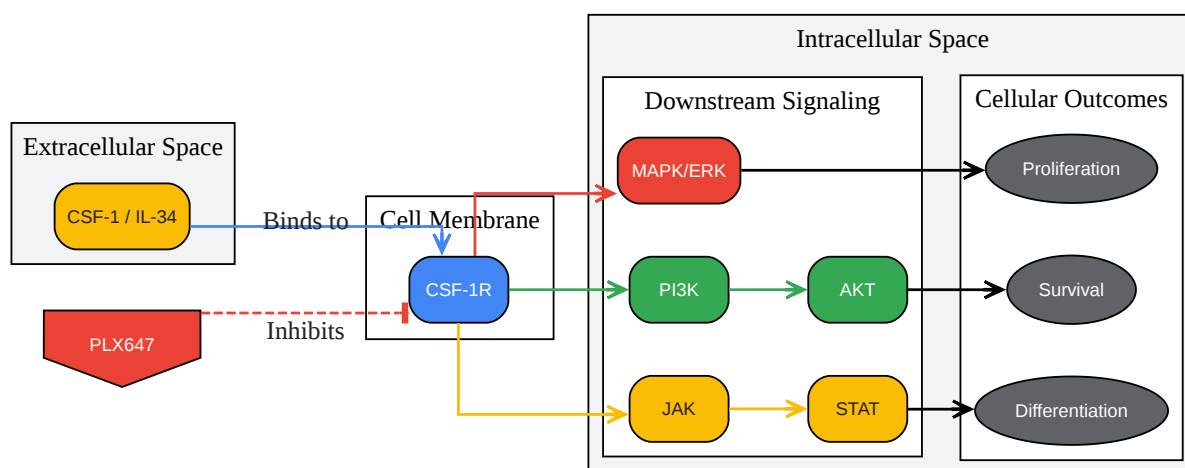 Intracellular Space
Downstream Signaling
Cellular Outcomes
Extracellular Space
MAPK/ERK
Proliferation
CSF-1 / IL-34
Binds to
Cell Membrane
CSF-1R
PI3K
AKT
Survival
PLX647
Inhibits
JAK
STAT
Differentiation